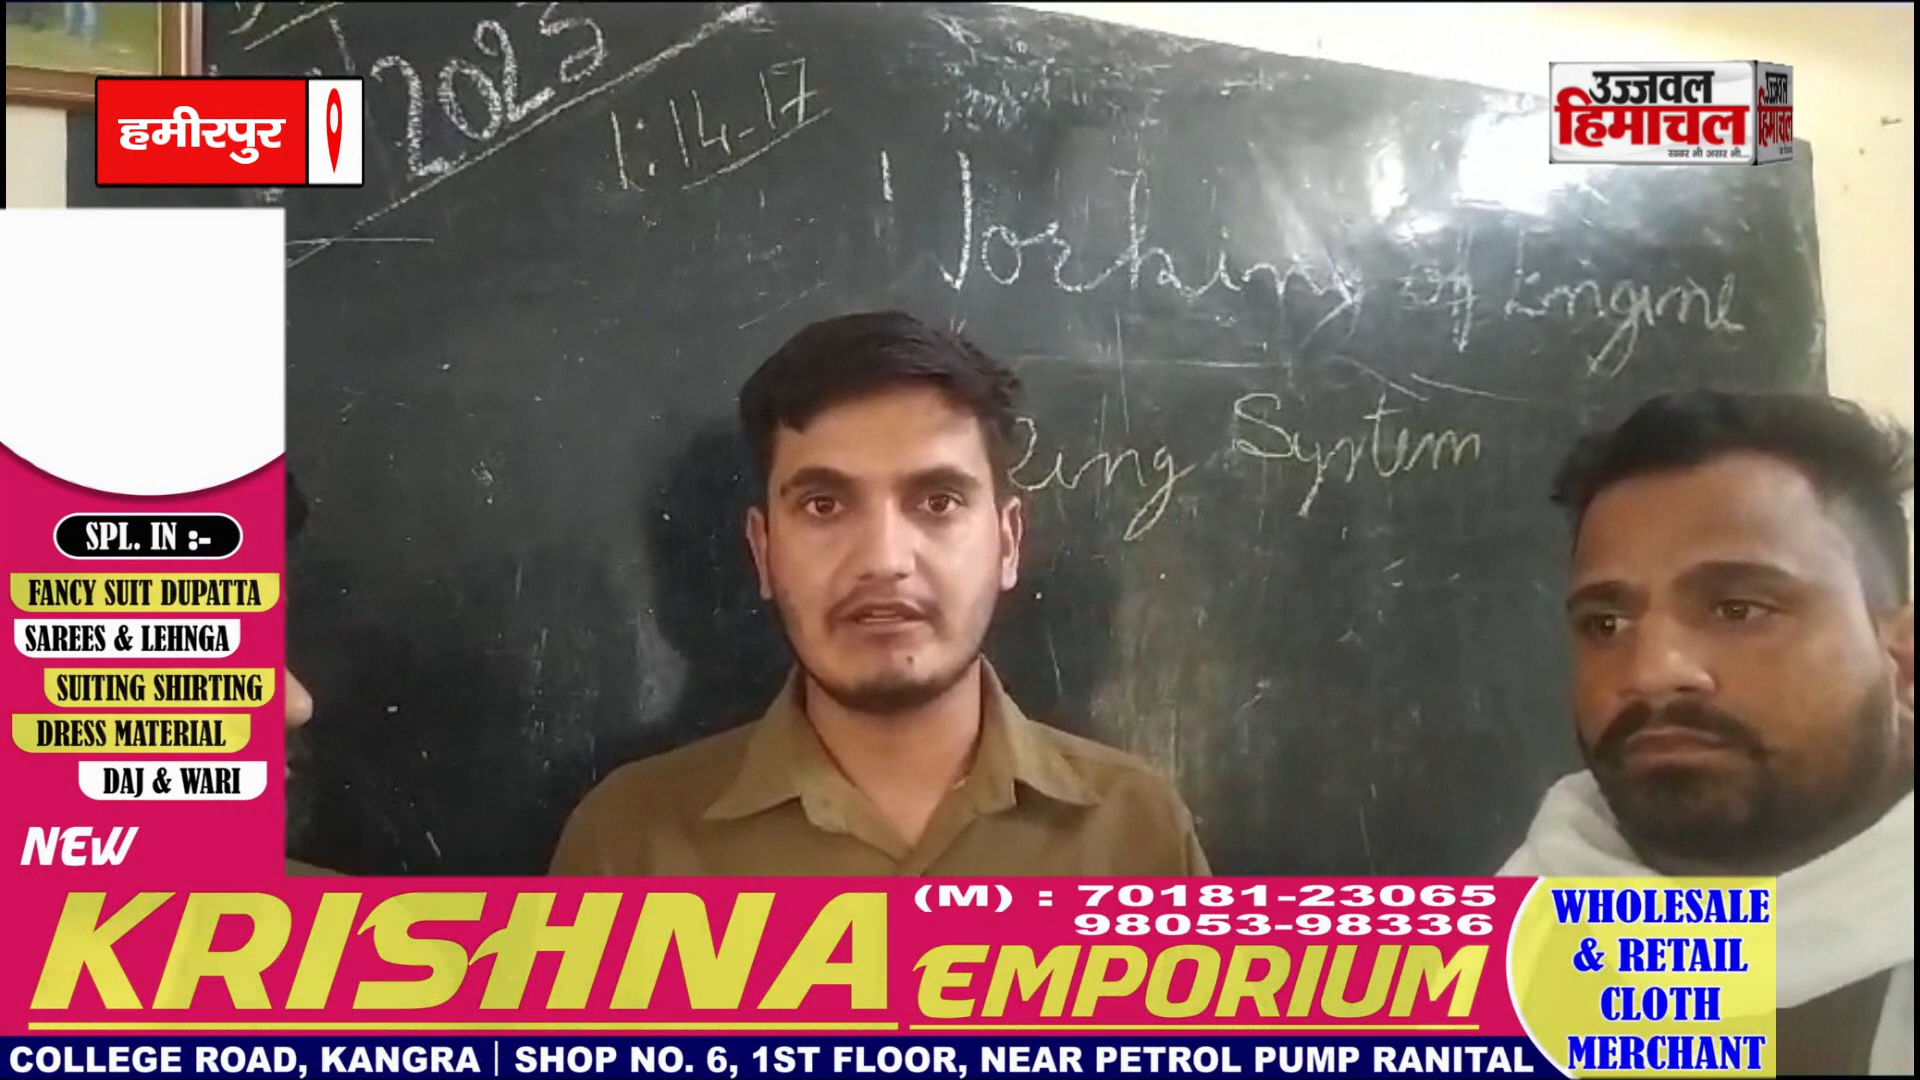 2023
1:14-17
हमीरपुर
उज्जवल
हिमाचल
खबर भी असर भी...
Working of Engine
System
SPL. IN :-
FANCY SUIT DUPATTA
SAREES & LEHNGA
SUITING SHIRTING
DRESS MATERIAL
DAJ & WARI
NEW
KRISHNA
EMPORIUM
(M) : 70181-23065
98053-98336
WHOLESALE
& RETAIL
CLOTH
MERCHANT
COLLEGE ROAD, KANGRA | SHOP NO. 6, 1ST FLOOR, NEAR PETROL PUMP RANITAL